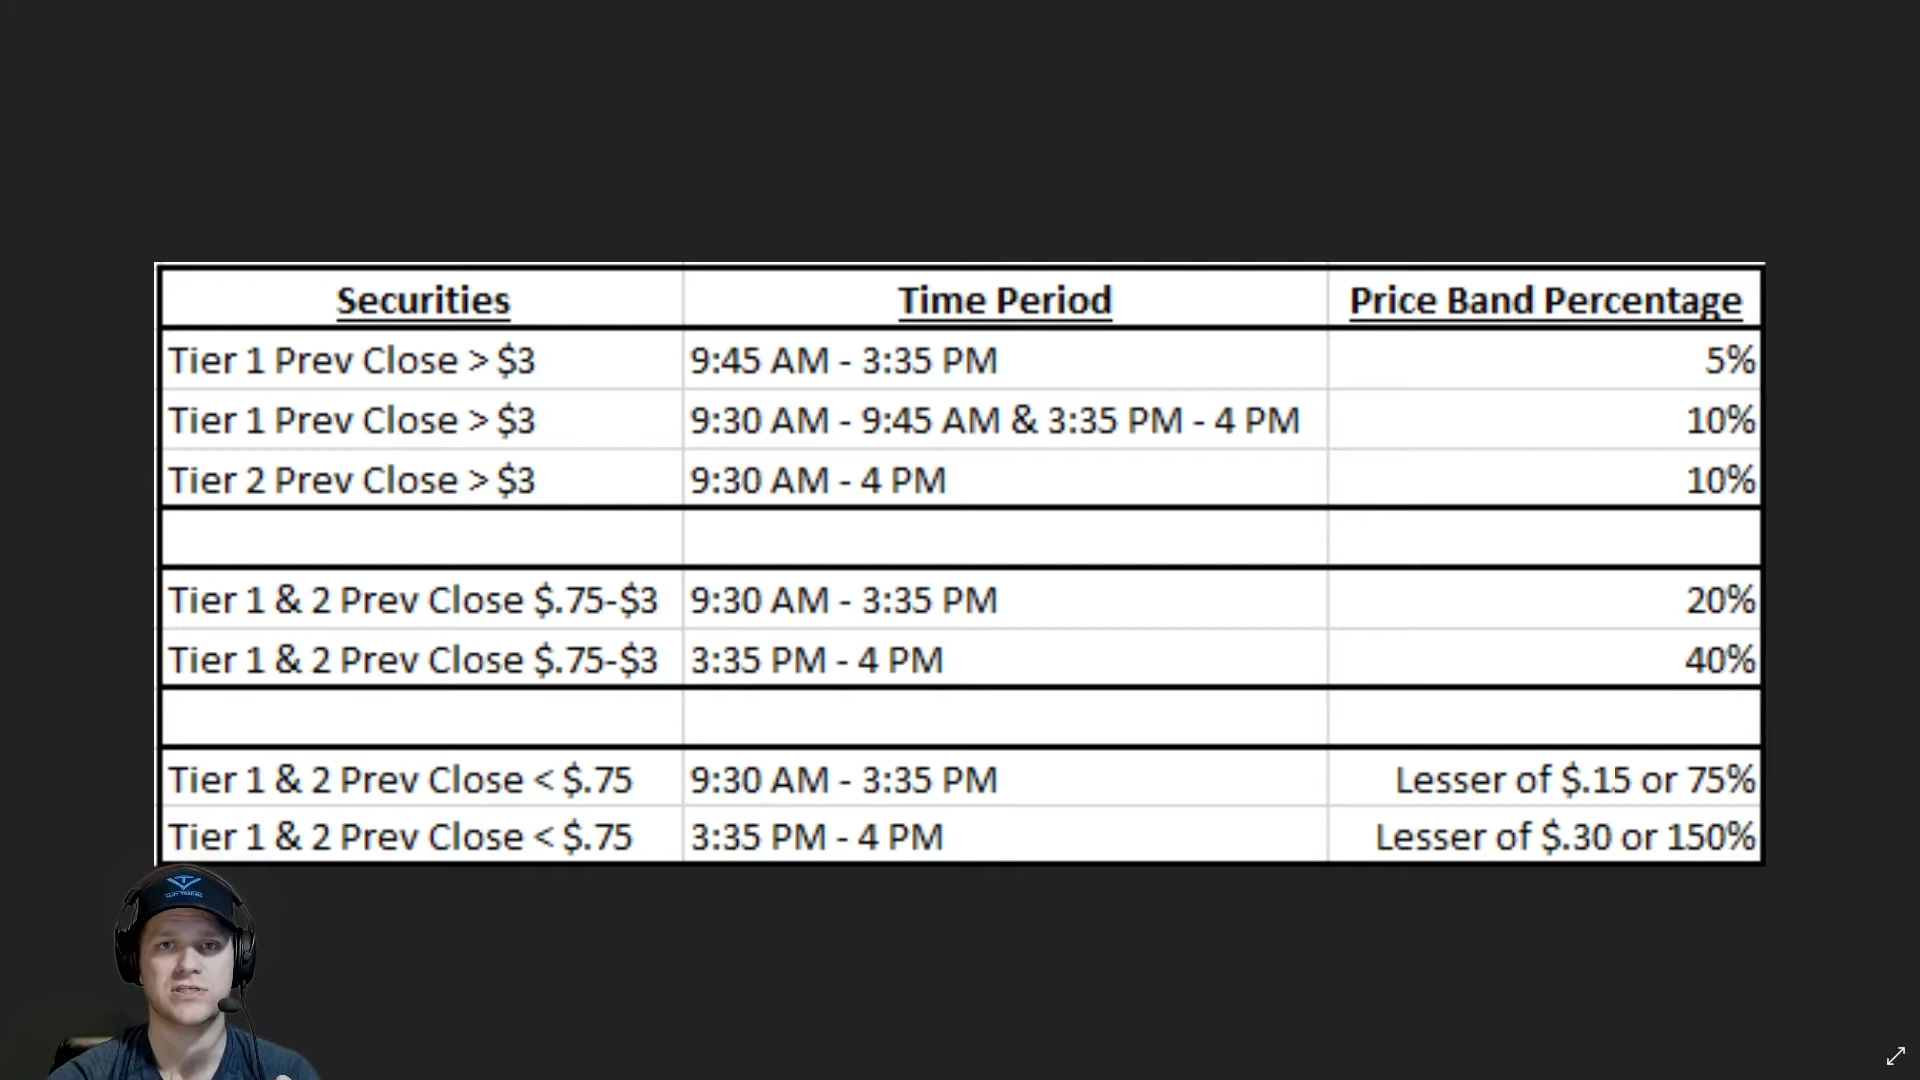 Securities Time Period Price Band Percentage
Tier 1 Prev Close > $3 9:45 AM - 3:35 PM 5%
Tier 1 Prev Close > $3 9:30 AM - 9:45 AM & 3:35 PM - 4 PM 10%
Tier 2 Prev Close > $3 9:30 AM - 4 PM 10%
Tier 1 & 2 Prev Close $.75-$3 9:30 AM - 3:35 PM 20%
Tier 1 & 2 Prev Close $.75-$3 3:35 PM - 4 PM 40%
Tier 1 & 2 Prev Close < $.75 9:30 AM - 3:35 PM Lesser of $.15 or 75%
Tier 1 & 2 Prev Close < $.75 3:35 PM - 4 PM Lesser of $.30 or 150%